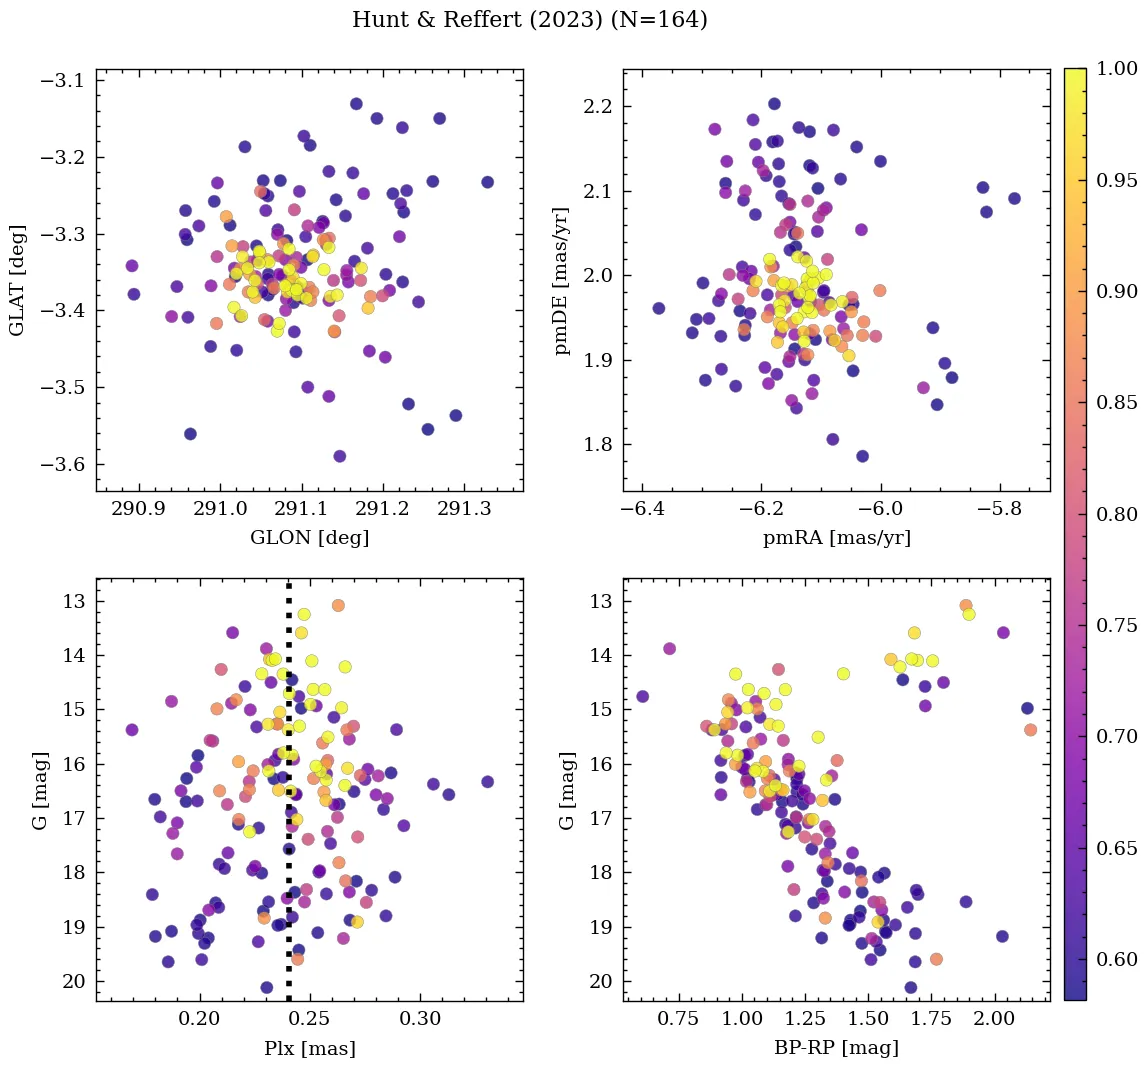 Hunt & Reffert (2023) (N=164)
−3.1
−3.2
−3.3
−3.4
−3.5
−3.6
GLAT [deg]
290.9 291.0 291.1 291.2 291.3
GLON [deg]
2.2
2.1
2.0
1.9
1.8
pmDE [mas/yr]
−6.4 −6.2 −6.0 −5.8
pmRA [mas/yr]
1.00
0.95
0.90
0.85
0.80
0.75
0.70
0.65
0.60
13
14
15
16
17
18
19
20
G [mag]
0.20 0.25 0.30
Plx [mas]
13
14
15
16
17
18
19
20
G [mag]
0.75 1.00 1.25 1.50 1.75 2.00
BP-RP [mag]